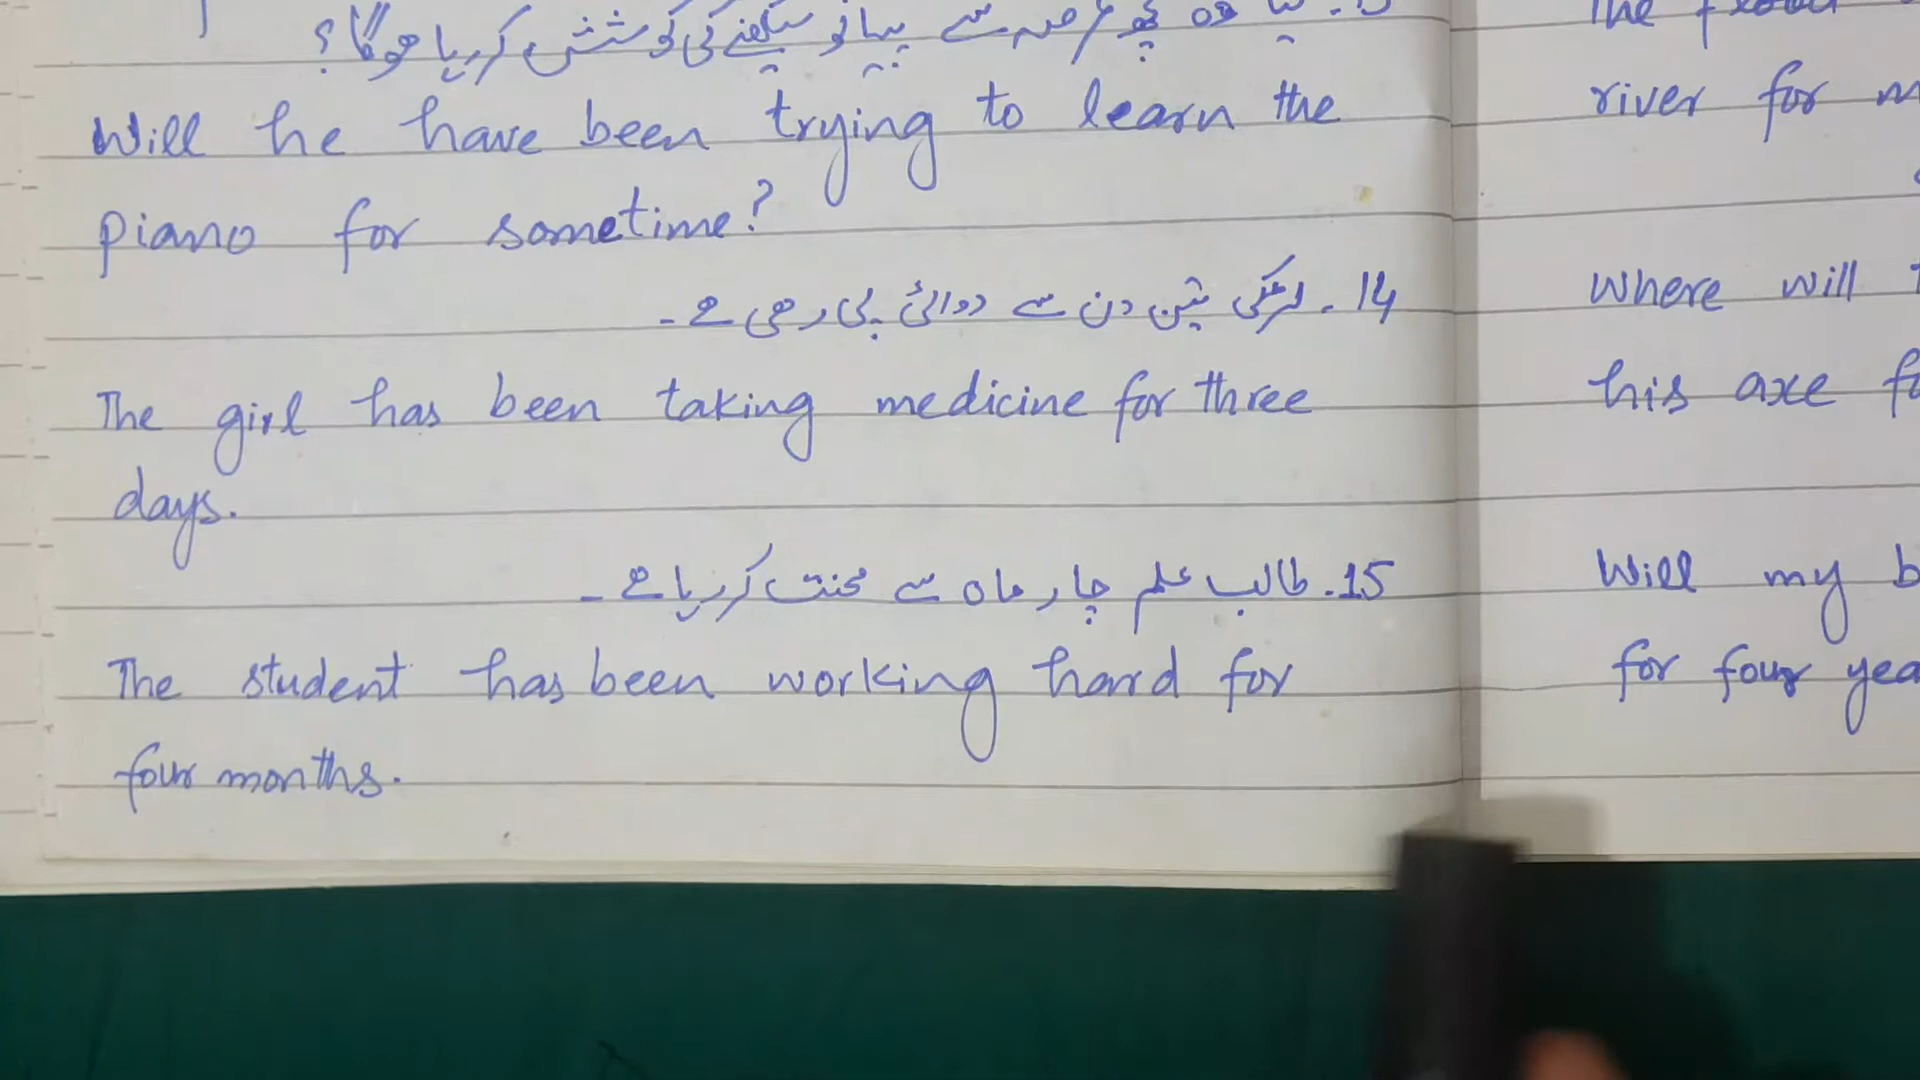 وہ کچھ عرصہ سے پیانو سیکھنے کی کوشش کر رہا ہوگا؟
Will he have been trying to learn the
piano for sometime?
14۔ لڑکی تین دن سے دوائی پی رہی ہے۔
The girl has been taking medicine for three
days.
15۔ طالب علم چار ماہ سے محنت کر رہا ہے۔
The student has been working hard for
four months.
The
river for
Where will
his axe
Will my
for four